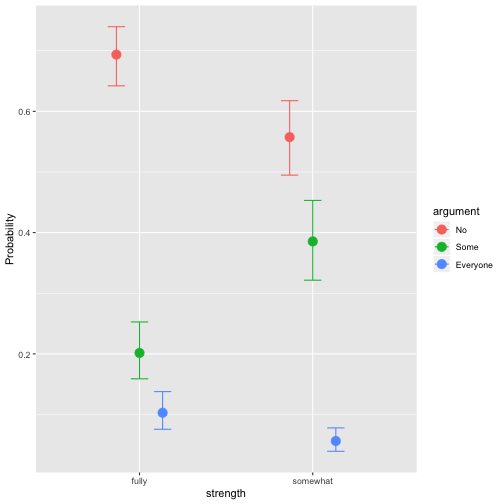 Probability
0.6
0.4
0.2
fully
somewhat
strength
argument
No
Some
Everyone